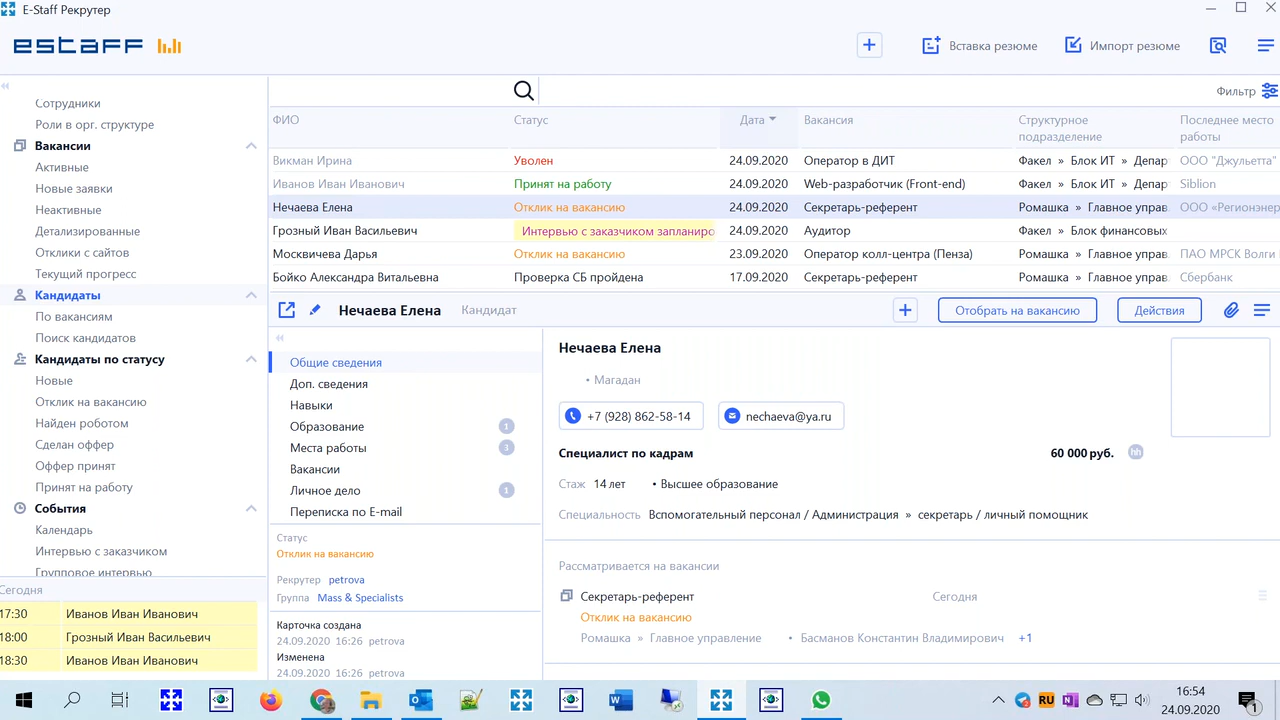 E-Staff Рекрутер
estaff
Вставка резюме
Импорт резюме
Сотрудники
Роли в орг. структуре
Вакансии
Активные
Новые заявки
Неактивные
Детализированные
Отклики с сайтов
Текущий прогресс
Кандидаты
По вакансиям
Поиск кандидатов
Кандидаты по статусу
Новые
Отклик на вакансию
Найден роботом
Сделан оффер
Оффер принят
Принят на работу
События
Календарь
Интервью с заказчиком
Групповое интервью
Сегодня
17:30 Иванов Иван Иванович
18:00 Грозный Иван Васильевич
18:30 Иванов Иван Иванович
Фильтр
ФИО Статус Дата Вакансия Структурное подразделение Последнее место работы
Викман Ирина Уволен 24.09.2020 Оператор в ДИТ Факел » Блок ИТ » Депар ООО "Джульетта"
Иванов Иван Иванович Принят на работу 24.09.2020 Web-разработчик (Front-end) Факел » Блок ИТ » Депар Siblion
Нечаева Елена Отклик на вакансию 24.09.2020 Секретарь-референт Ромашка » Главное управ ООО «Регионэнер
Грозный Иван Васильевич Интервью с заказчиком запланиро 24.09.2020 Аудитор Факел » Блок финансовых
Москвичева Дарья Отклик на вакансию 23.09.2020 Оператор колл-центра (Пенза) Ромашка » Главное управ ПАО МРСК Волги
Бойко Александра Витальевна Проверка СБ пройдена 17.09.2020 Секретарь-референт Ромашка » Главное управ Сбербанк
Нечаева Елена Кандидат
Отобрать на вакансию
Действия
Общие сведения
Доп. сведения
Навыки
Образование 1
Места работы 3
Вакансии
Личное дело 1
Переписка по E-mail
Статус
Отклик на вакансию
Рекрутер petrova
Группа Mass & Specialists
Карточка создана
24.09.2020 16:26 petrova
Изменена
24.09.2020 16:26 petrova
Нечаева Елена
• Магадан
+7 (928) 862-58-14
nechaeva@ya.ru
Специалист по кадрам 60 000 руб. hh
Стаж 14 лет • Высшее образование
Специальность Вспомогательный персонал / Администрация » секретарь / личный помощник
Рассматривается на вакансии
Секретарь-референт Сегодня
Отклик на вакансию
Ромашка » Главное управление • Басманов Константин Владимирович +1
RU
16:54
24.09.2020
1